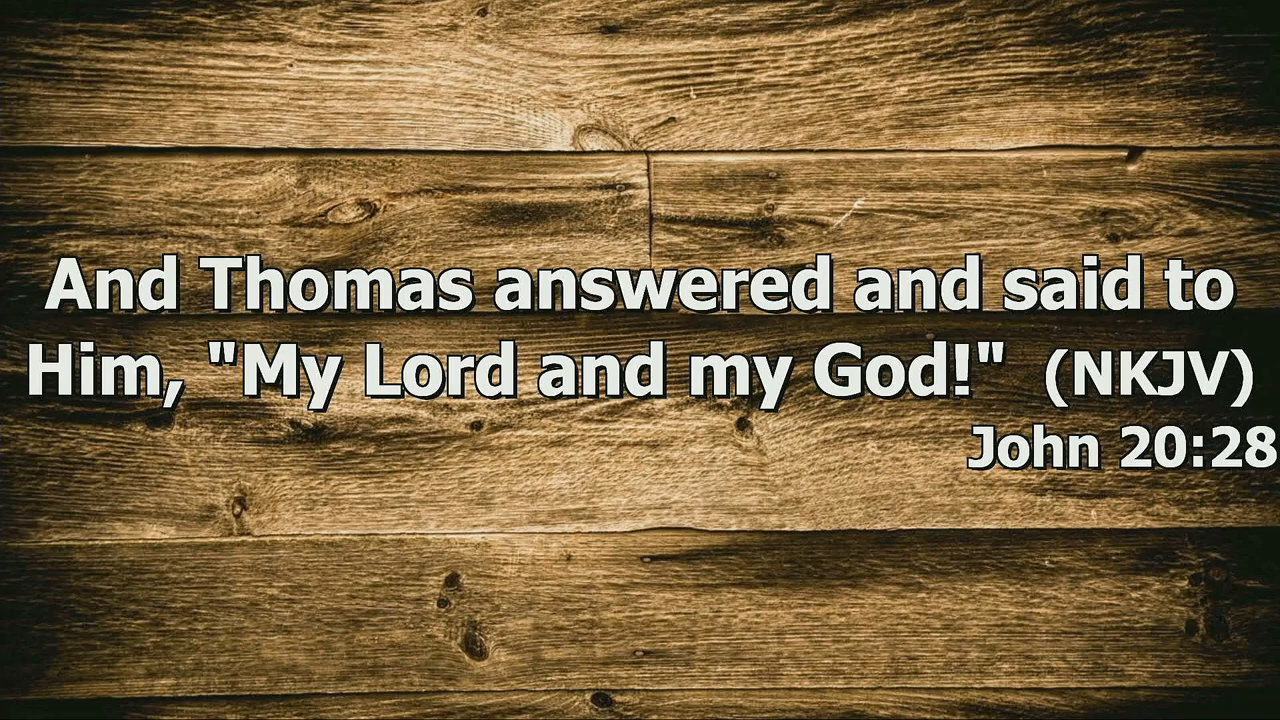 And Thomas answered and said to
Him, "My Lord and my God!" (NKJV)
John 20:28